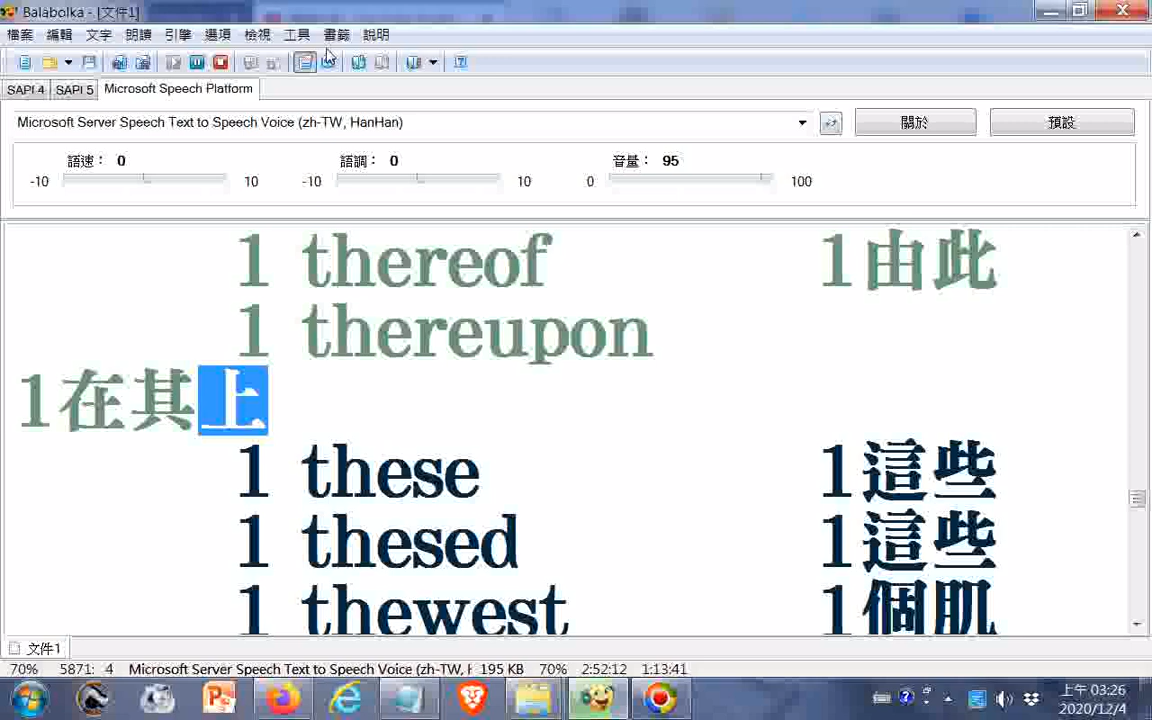 Balabolka - [文件1]
檔案 編輯 文字 朗讀 引擎 選項 檢視 工具 書籤 說明
SAPI 4 SAPI 5 Microsoft Speech Platform
Microsoft Server Speech Text to Speech Voice (zh-TW, HanHan) 關於 預設
語速： 0 語調： 0 音量： 95
-10 10 -10 10 0 100
1 thereof 1由此
1 thereupon
1在其上
1 these 1這些
1 thesed 1這些
1 thewest 1個肌
文件1
70% 5871: 4 Microsoft Server Speech Text to Speech Voice (zh-TW, 195 KB 70% 2:52:12 1:13:41
上午 03:26
2020/12/4